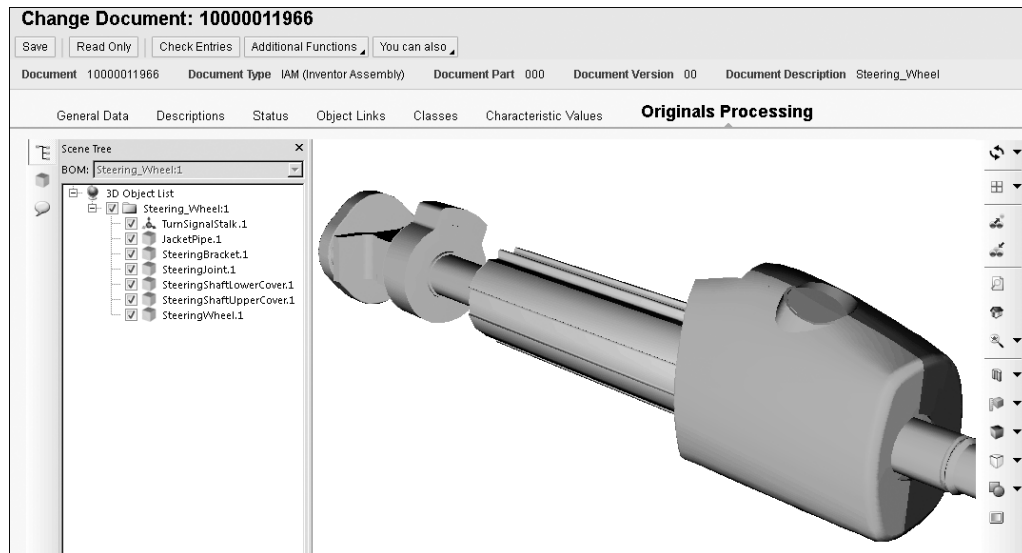 Change Document: 10000011966
Save Read Only Check Entries Additional Functions You can also
Document 10000011966 Document Type IAM (Inventor Assembly) Document Part 000 Document Version 00 Document Description Steering_Wheel
General Data Descriptions Status Object Links Classes Characteristic Values Originals Processing
Scene Tree
BOM: Steering_Wheel:1
3D Object List
Steering_Wheel:1
TurnSignalStalk.1
JacketPipe.1
SteeringBracket.1
SteeringJoint.1
SteeringShaftLowerCover.1
SteeringShaftUpperCover.1
SteeringWheel.1